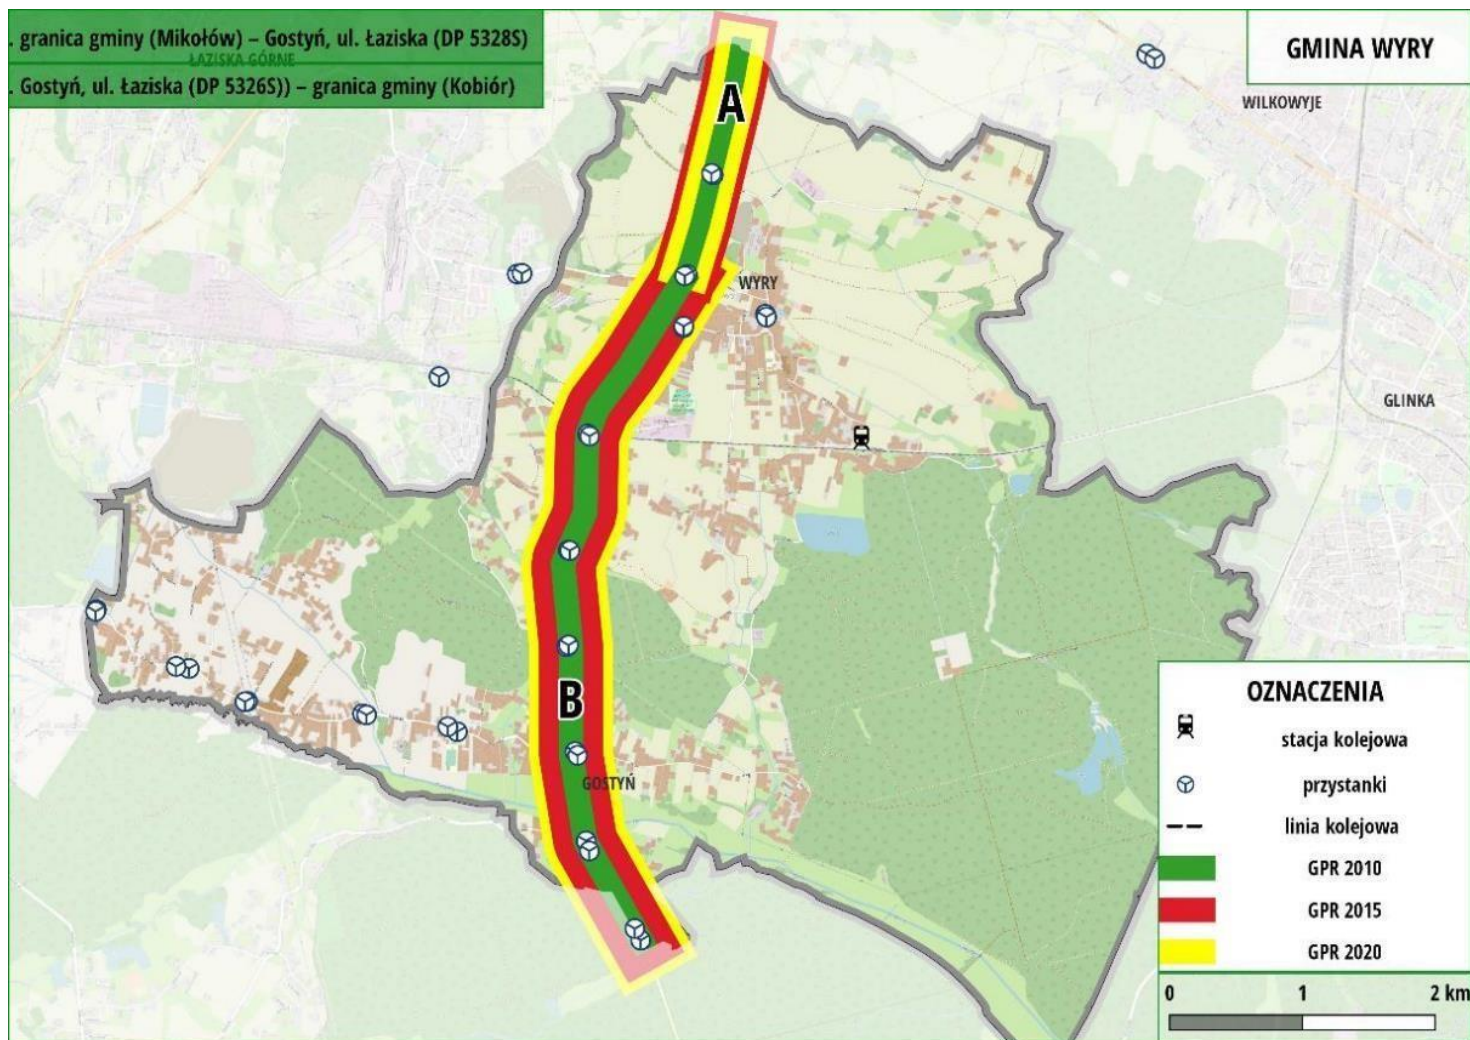 . granica gminy (Mikołów) – Gostyń, ul. Łaziska (DP 5328S)
ŁAZISKA GÓRNE
. Gostyń, ul. Łaziska (DP 5326S)) – granica gminy (Kobiór)
GMINA WYRY
WILKOWYJE
A
WYRY
GLINKA
B
GOSTYŃ
OZNACZENIA
stacja kolejowa
przystanki
linia kolejowa
GPR 2010
GPR 2015
GPR 2020
0 1 2 km